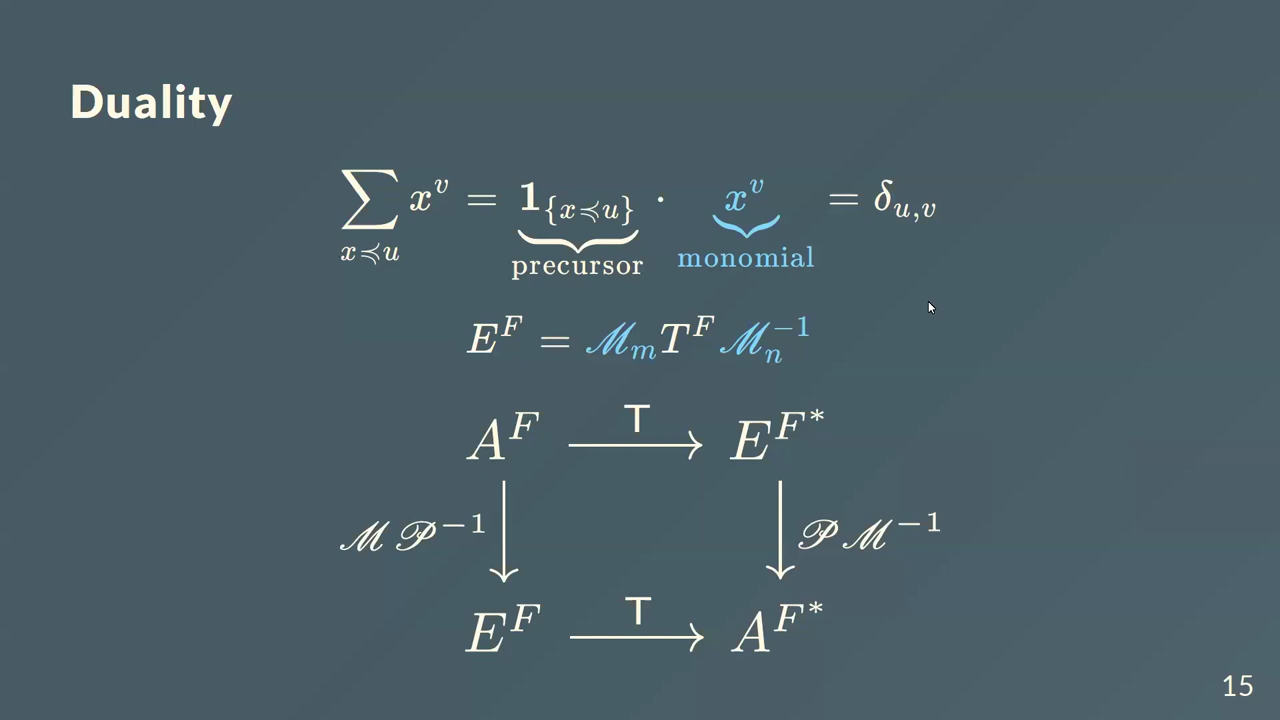 Duality
∑_{x≼u} x^v = 𝟏_{x≼u} · x^v = δ_{u,v}
precursor monomial
E^F = ℳ_m T^F ℳ_n^{−1}
A^F ⟶ᵀ E^{F*}
ℳ𝒫^{−1} 𝒫ℳ^{−1}
E^F ⟶ᵀ A^{F*}
15